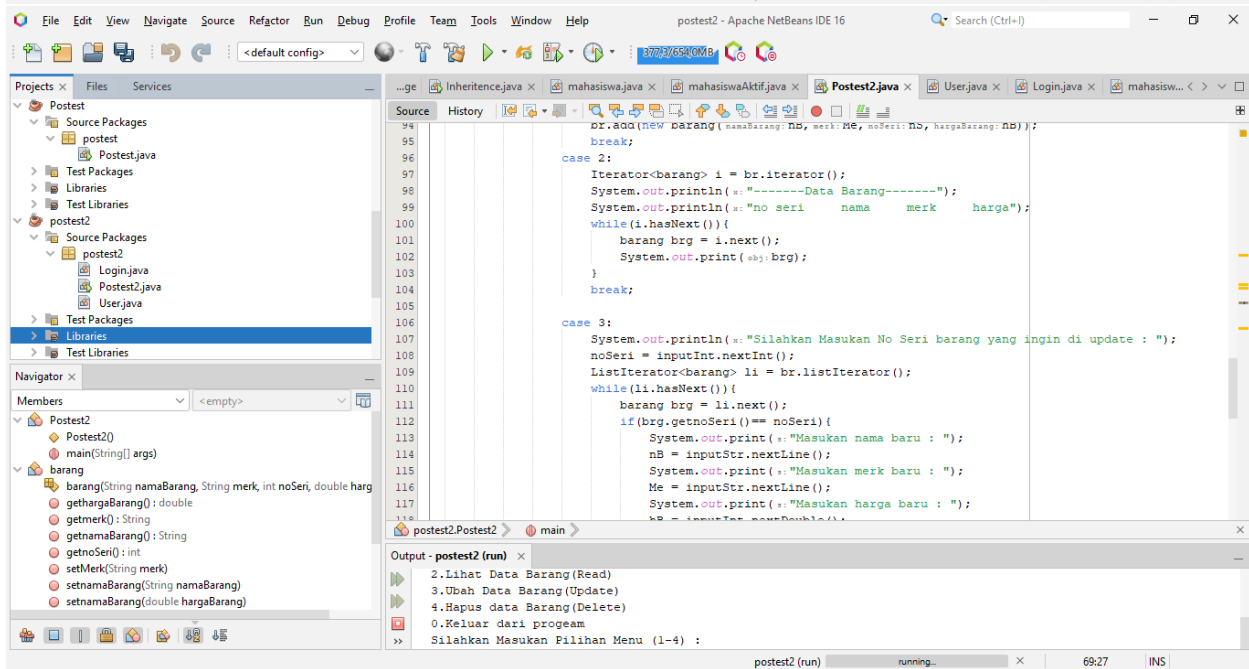 File Edit View Navigate Source Refactor Run Debug Profile Team Tools Window Help postest2 - Apache NetBeans IDE 16 Search (Ctrl+I)
<default config> 377,3/654,0MB
Projects Files Services
Postest
Source Packages
postest
Postest.java
Test Packages
Libraries
Test Libraries
postest2
Source Packages
postest2
Login.java
Postest2.java
User.java
Test Packages
Libraries
Test Libraries
Navigator
Members <empty>
Postest2
Postest2()
main(String[] args)
barang
barang(String namaBarang, String merk, int noSeri, double harg
gethargaBarang() : double
getmerk() : String
getnamaBarang() : String
getnoSeri() : int
setMerk(String merk)
setnamaBarang(String namaBarang)
setnamaBarang(double hargaBarang)
...ge Inheritence.java mahasiswa.java mahasiswaAktif.java Postest2.java User.java Login.java mahasisw...
Source History
94 br.add(new barang( namaBarang: nB, merk: Me, noSeri: nS, hargaBarang: hB));
95 break;
96 case 2:
97 Iterator<barang> i = br.iterator();
98 System.out.println( x: "-------Data Barang-------");
99 System.out.println( x: "no seri nama merk harga");
100 while(i.hasNext()){
101 barang brg = i.next();
102 System.out.print( obj: brg);
103 }
104 break;
105
106 case 3:
107 System.out.println( x: "Silahkan Masukan No Seri barang yang ingin di update : ");
108 noSeri = inputInt.nextInt();
109 ListIterator<barang> li = br.listIterator();
110 while(li.hasNext()){
111 barang brg = li.next();
112 if(brg.getnoSeri()== noSeri){
113 System.out.print( s: "Masukan nama baru : ");
114 nB = inputStr.nextLine();
115 System.out.print( s: "Masukan merk baru : ");
116 Me = inputStr.nextLine();
117 System.out.print( s: "Masukan harga baru : ");
118 hB = inputInt.nextDouble();
postest2.Postest2 main
Output - postest2 (run)
2.Lihat Data Barang(Read)
3.Ubah Data Barang(Update)
4.Hapus data Barang(Delete)
0.Keluar dari progeam
Silahkan Masukan Pilihan Menu (1-4) :
postest2 (run) running... 69:27 INS